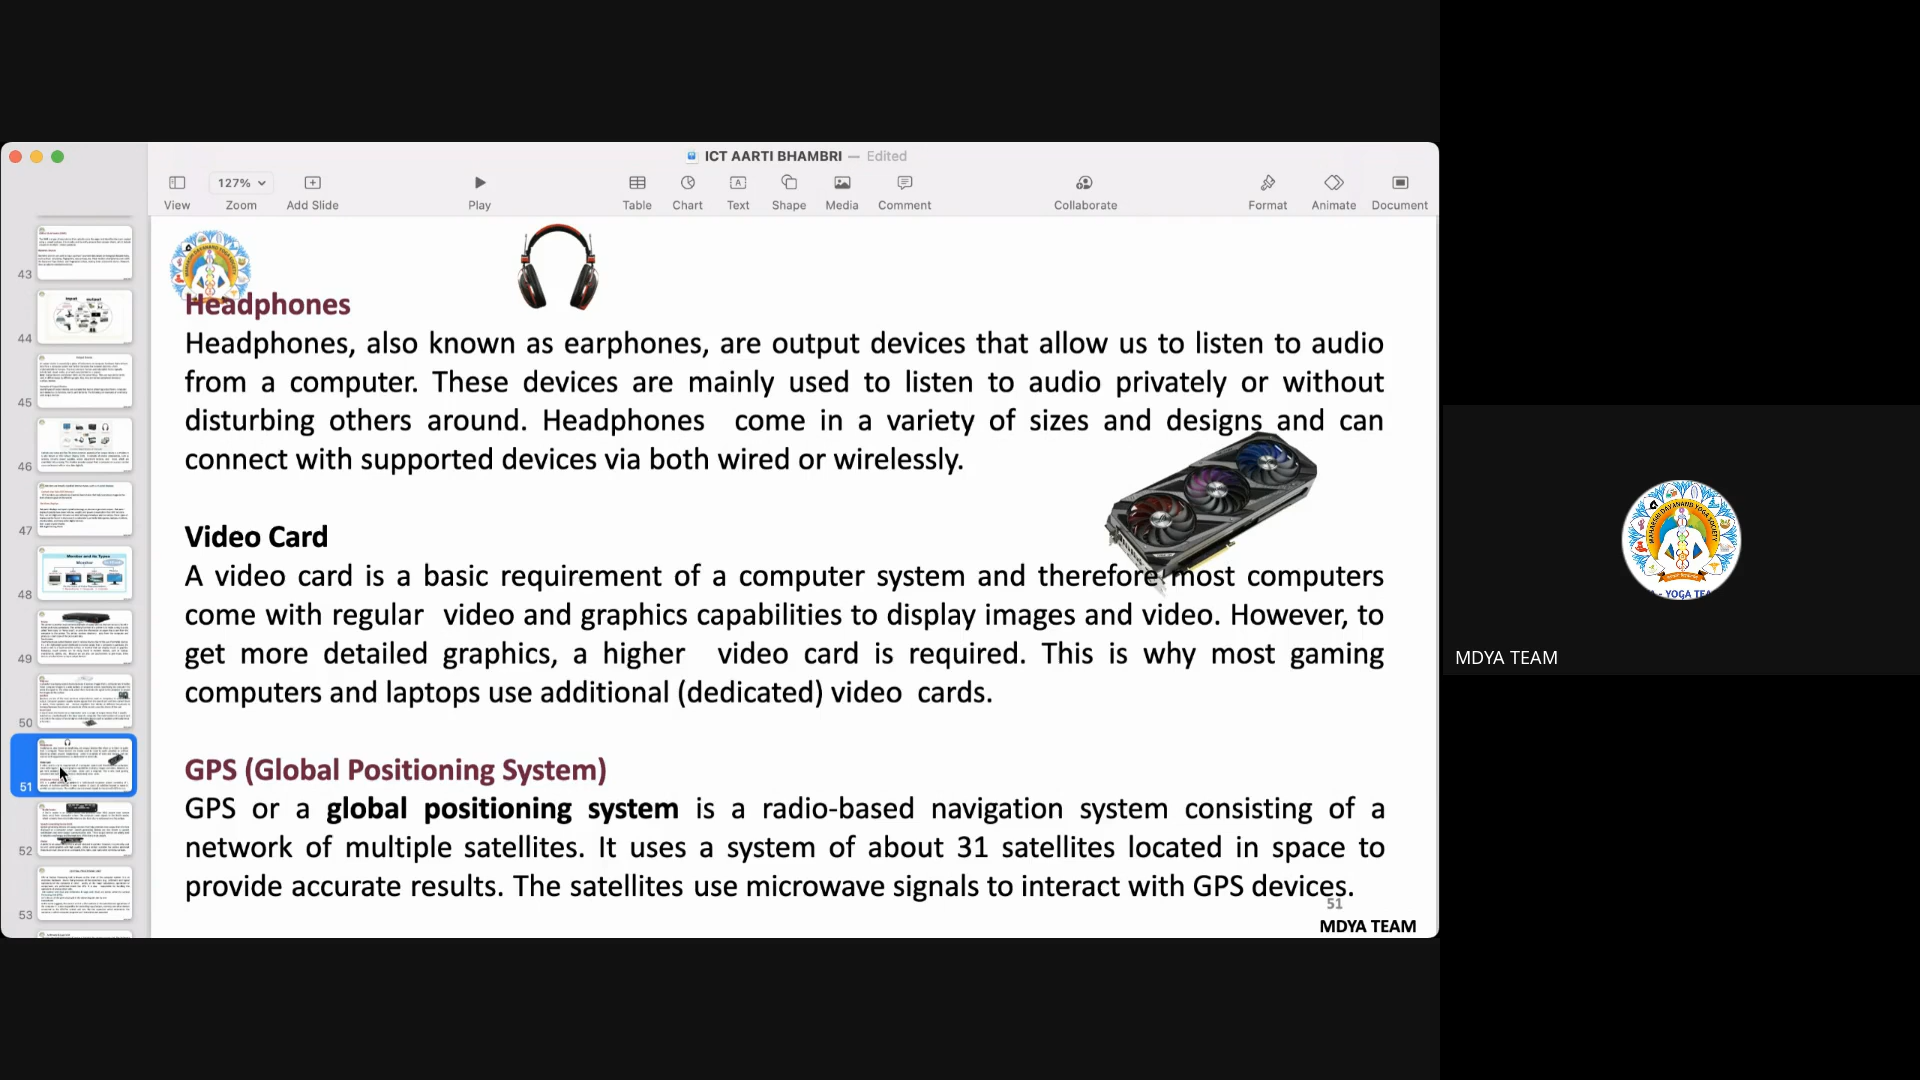 ICT AARTI BHAMBRI — Edited
127%
View Zoom Add Slide Play Table Chart Text Shape Media Comment Collaborate Format Animate Document
43
44
45
46
47
48
49
50
51
52
53
Headphones
Headphones, also known as earphones, are output devices that allow us to listen to audio
from a computer. These devices are mainly used to listen to audio privately or without
disturbing others around. Headphones come in a variety of sizes and designs and can
connect with supported devices via both wired or wirelessly.
Video Card
A video card is a basic requirement of a computer system and therefore most computers
come with regular video and graphics capabilities to display images and video. However, to
get more detailed graphics, a higher video card is required. This is why most gaming
computers and laptops use additional (dedicated) video cards.
GPS (Global Positioning System)
GPS or a global positioning system is a radio-based navigation system consisting of a
network of multiple satellites. It uses a system of about 31 satellites located in space to
provide accurate results. The satellites use microwave signals to interact with GPS devices.
51
MDYA TEAM
MAHARSHI DAYANAND YOGA SOCIETY
MDYA TEAM